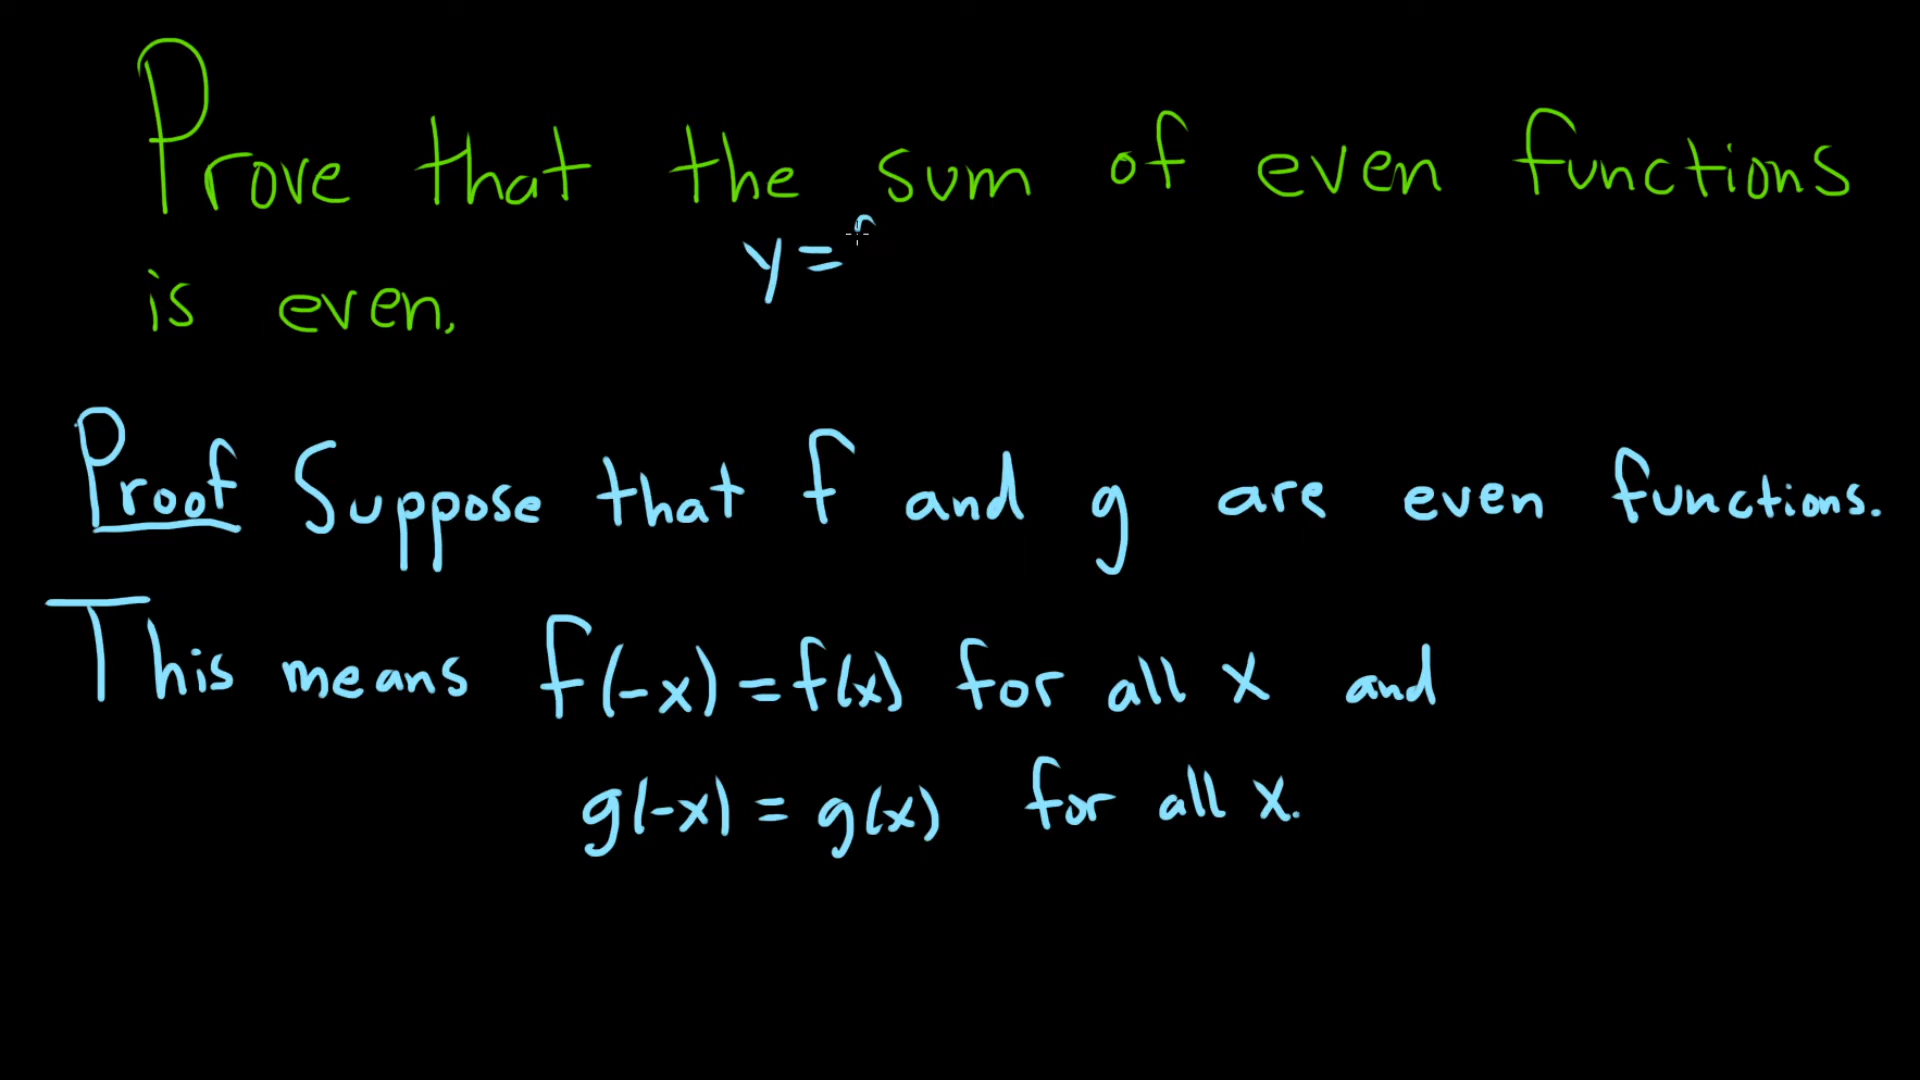 Prove that the sum of even functions
y =
is even.
Proof Suppose that f and g are even functions.
This means f(-x) = f(x) for all x and
g(-x) = g(x) for all x.